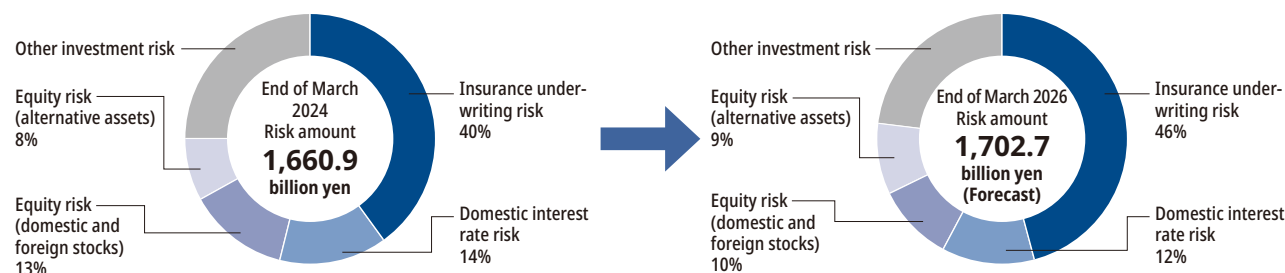 Other investment risk
Equity risk
(alternative assets)
8%
Equity risk
(domestic and
foreign stocks)
13%
End of March
2024
Risk amount
1,660.9
billion yen
Insurance under-
writing risk
40%
Domestic interest
rate risk
14%
Other investment risk
Equity risk
(alternative assets)
9%
Equity risk
(domestic and
foreign stocks)
10%
End of March 2026
Risk amount
1,702.7
billion yen
(Forecast)
Insurance under-
writing risk
46%
Domestic interest
rate risk
12%